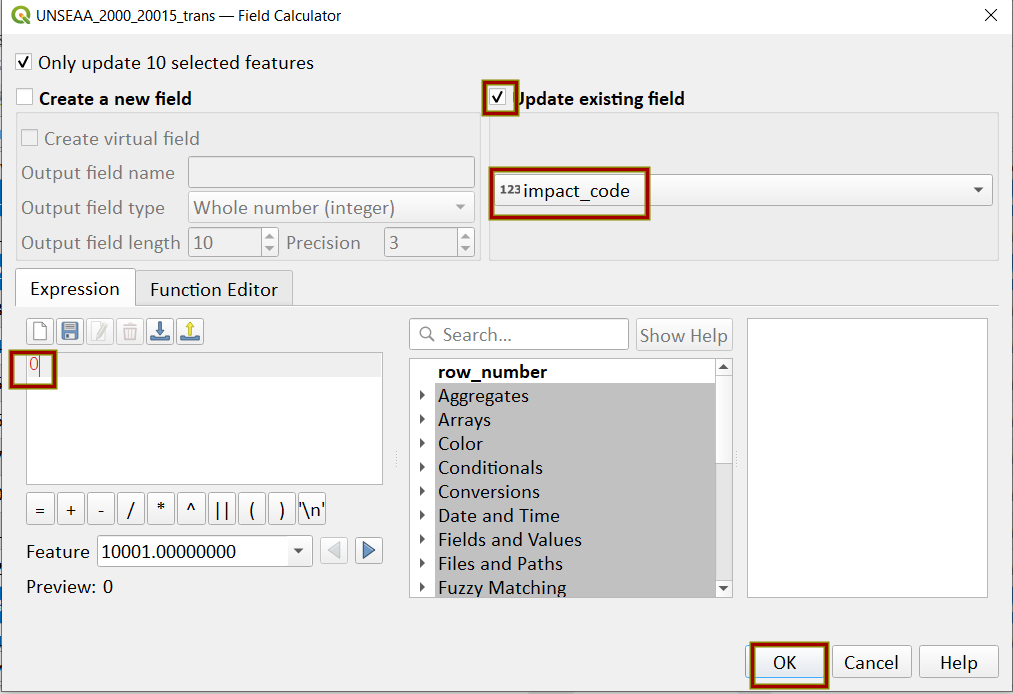 UNSEAA_2000_20015_trans — Field Calculator
Only update 10 selected features
Create a new field
Update existing field
Create virtual field
Output field name
123 impact_code
Output field type Whole number (integer)
Output field length 10 Precision 3
Expression Function Editor
Search... Show Help
0
row_number
Aggregates
Arrays
Color
Conditionals
Conversions
Date and Time
Fields and Values
Files and Paths
Fuzzy Matching
= + - / * ^ || ( ) '\n'
Feature 10001.00000000
Preview: 0
OK Cancel Help